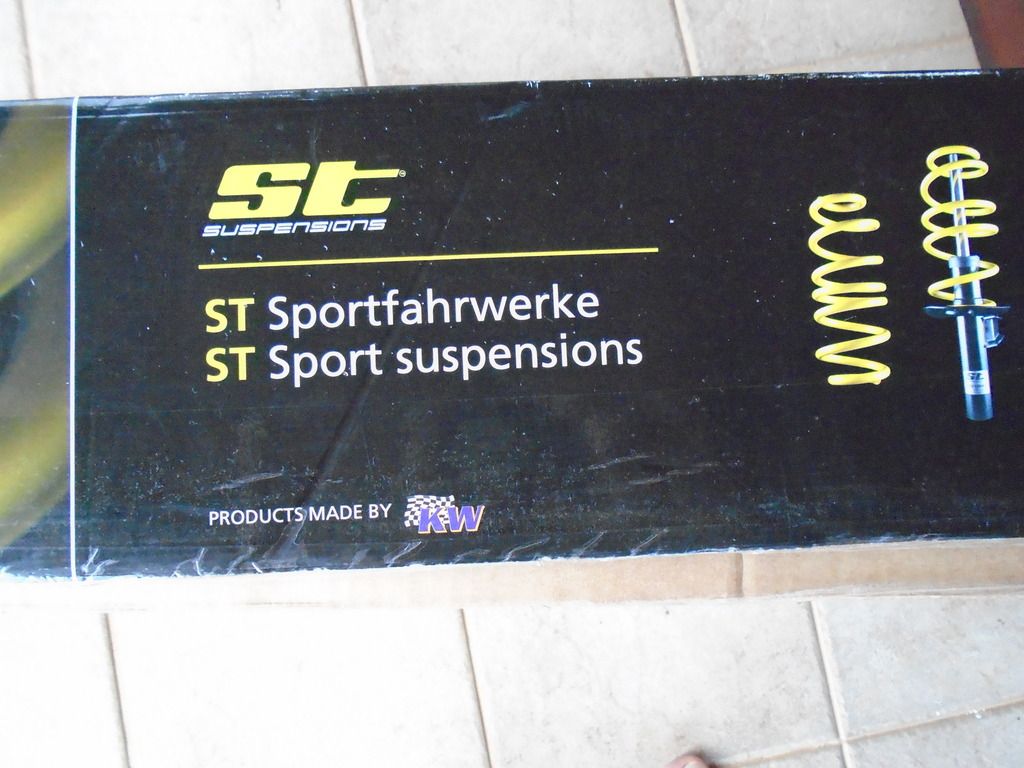 st®
SUSPENSIONS
ST Sportfahrwerke
ST Sport suspensions
PRODUCTS MADE BY KW